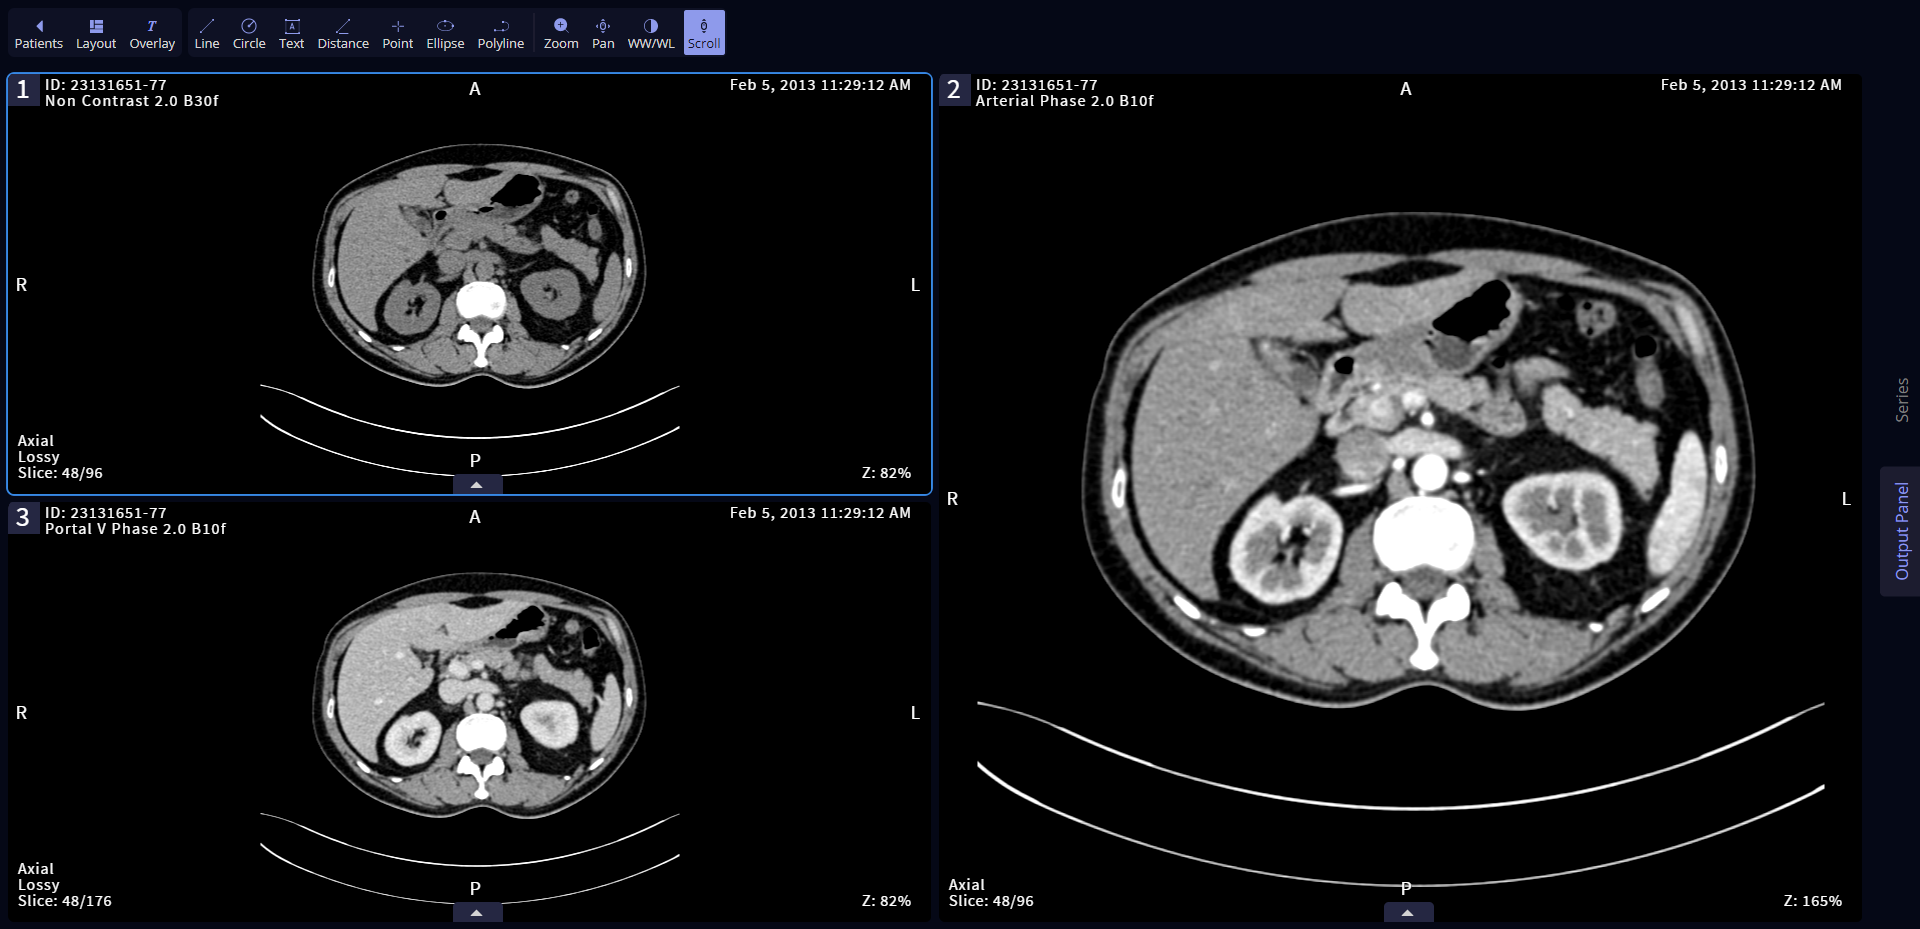 Patients Layout Overlay Line Circle Text Distance Point Ellipse Polyline Zoom Pan WW/WL Scroll
1
ID: 23131651-77
Non Contrast 2.0 B30f
A
Feb 5, 2013 11:29:12 AM
R
L
Axial
Lossy
Slice: 48/96
P
Z: 82%
2
ID: 23131651-77
Arterial Phase 2.0 B10f
A
Feb 5, 2013 11:29:12 AM
R
L
Axial
Slice: 48/96
P
Z: 165%
3
ID: 23131651-77
Portal V Phase 2.0 B10f
A
Feb 5, 2013 11:29:12 AM
R
L
Axial
Lossy
Slice: 48/176
P
Z: 82%
Series
Output Panel